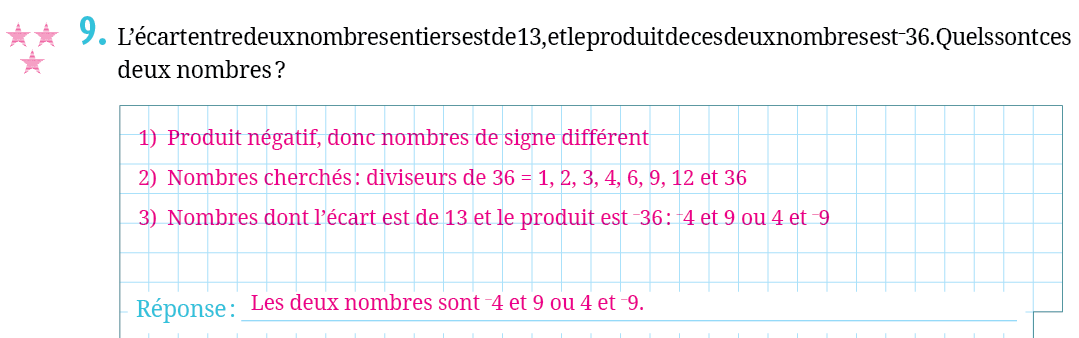 9. L’écartentredeuxnombresentiersestde13,etleproduitdecesdeuxnombresest⁻36.Quelssontces
deux nombres ?
1) Produit négatif, donc nombres de signe différent
2) Nombres cherchés : diviseurs de 36 = 1, 2, 3, 4, 6, 9, 12 et 36
3) Nombres dont l’écart est de 13 et le produit est ⁻36 : ⁻4 et 9 ou 4 et ⁻9
Réponse : Les deux nombres sont ⁻4 et 9 ou 4 et ⁻9.